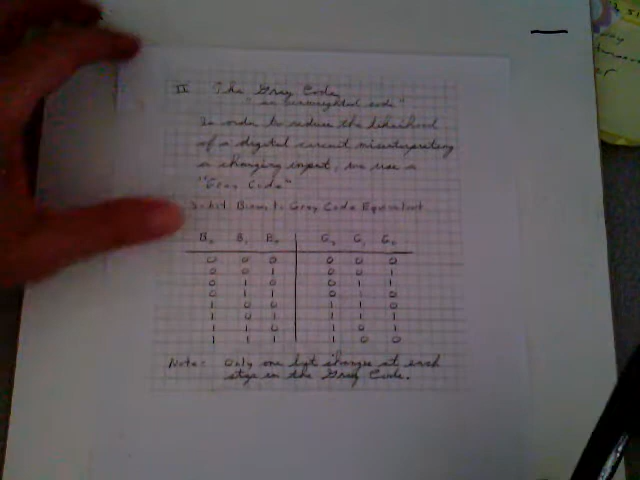 II The Gray Code
"an unweighted code"
In order to reduce the likelihood
of a digital circuit misinterpreting
a changing input, we use a
"Gray Code"
3-bit Binary to Gray Code Equivalent
B₂ B₁ B₀ G₂ G₁ G₀
0 0 0 0 0 0
0 0 1 0 0 1
0 1 0 0 1 1
0 1 1 0 1 0
1 0 0 1 1 0
1 0 1 1 1 1
1 1 0 1 0 1
1 1 1 1 0 0
Note: Only one bit changes at each
stge in the Gray Code.